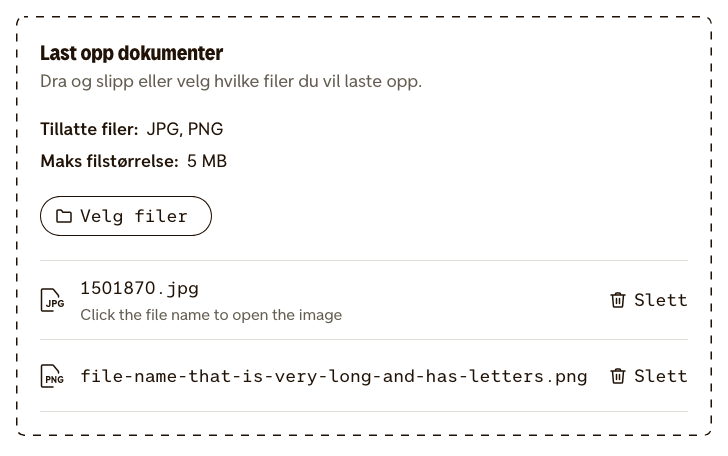 Last opp dokumenter
Dra og slipp eller velg hvilke filer du vil laste opp.
Tillatte filer: JPG, PNG
Maks filstørrelse: 5 MB
Velg filer
JPG 1501870.jpg Slett
Click the file name to open the image
PNG file-name-that-is-very-long-and-has-letters.png Slett